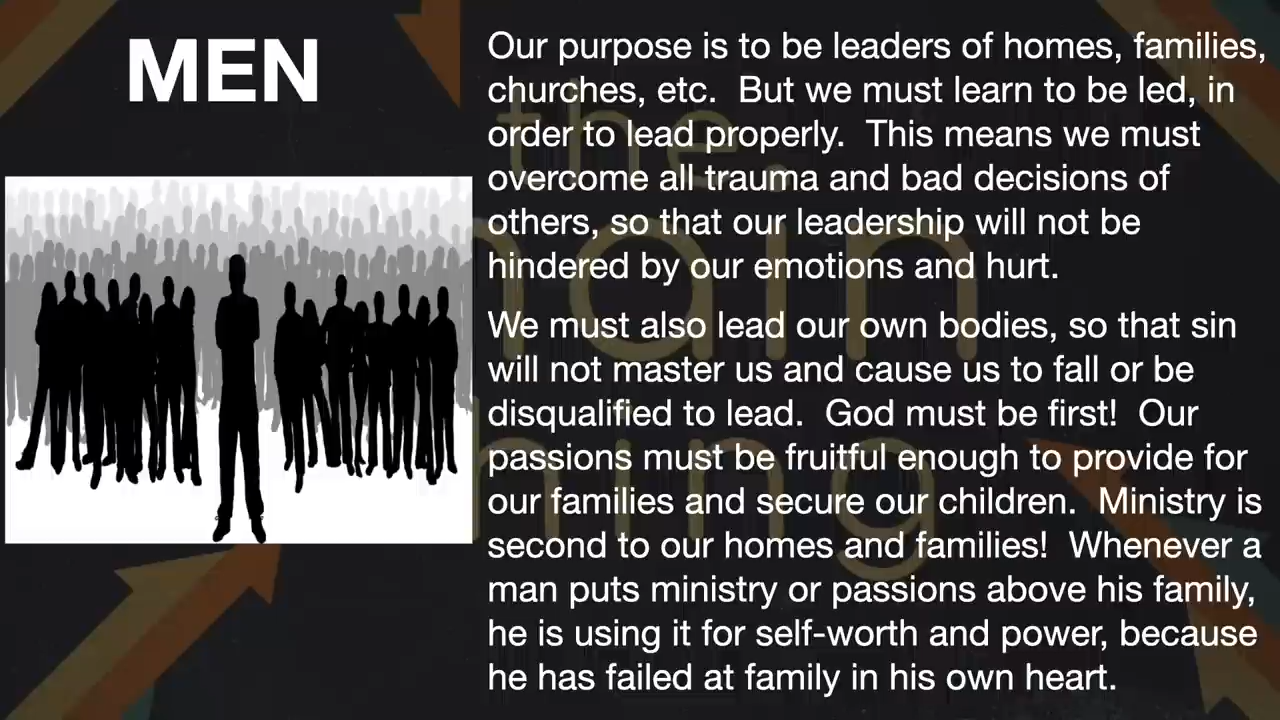 MEN
Our purpose is to be leaders of homes, families,
churches, etc.  But we must learn to be led, in
order to lead properly.  This means we must
overcome all trauma and bad decisions of
others, so that our leadership will not be
hindered by our emotions and hurt.
We must also lead our own bodies, so that sin
will not master us and cause us to fall or be
disqualified to lead.  God must be first!  Our
passions must be fruitful enough to provide for
our families and secure our children.  Ministry is
second to our homes and families!  Whenever a
man puts ministry or passions above his family,
he is using it for self-worth and power, because
he has failed at family in his own heart.
the
main
thing